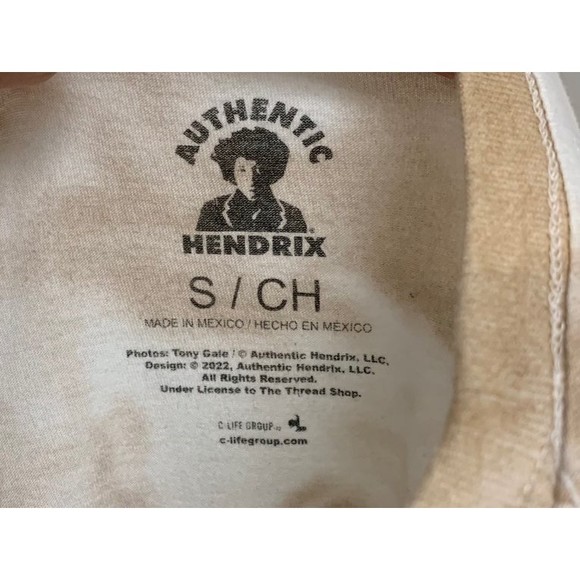 AUTHENTIC
HENDRIX
S / CH
MADE IN MEXICO / HECHO EN MÉXICO
Photos: Tony Gale / © Authentic Hendrix, LLC.
Design: © 2022, Authentic Hendrix, LLC.
All Rights Reserved.
Under License to The Thread Shop.
C-LIFE GROUP
c-lifegroup.com